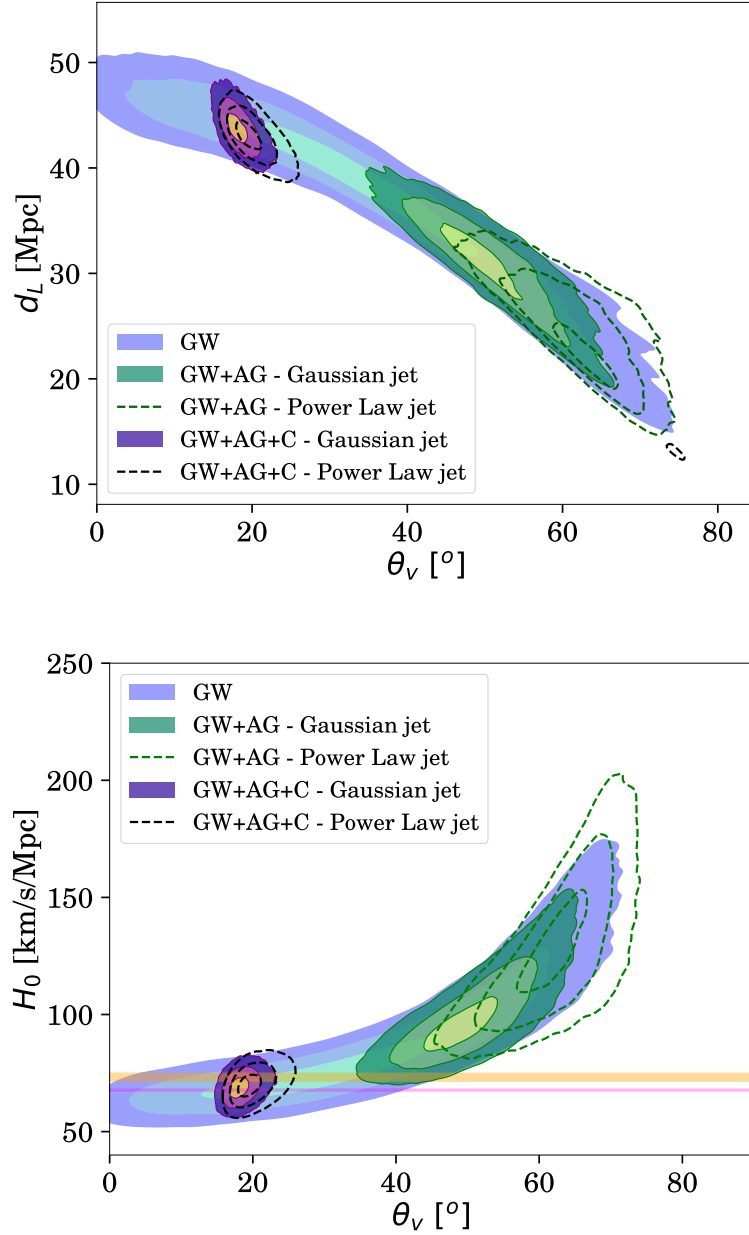 50
40
30
20
10
d_L [Mpc]
GW
GW+AG - Gaussian jet
GW+AG - Power Law jet
GW+AG+C - Gaussian jet
GW+AG+C - Power Law jet
0 20 40 60 80
θ_v [°]
250
200
150
100
50
H_0 [km/s/Mpc]
GW
GW+AG - Gaussian jet
GW+AG - Power Law jet
GW+AG+C - Gaussian jet
GW+AG+C - Power Law jet
0 20 40 60 80
θ_v [°]